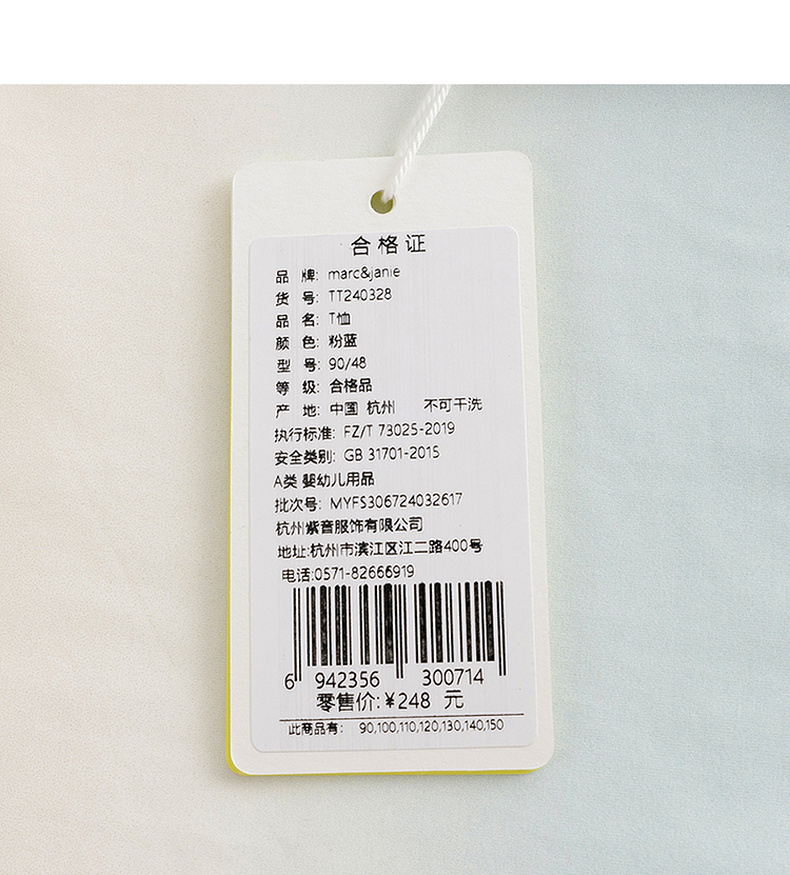 合格证
品 牌: marc&janie
货 号: TT240328
品 名: T恤
颜 色: 粉蓝
型 号: 90/48
等 级: 合格品
产 地: 中国 杭州 不可干洗
执行标准: FZ/T 73025-2019
安全类别: GB 31701-2015
A类 婴幼儿用品
批次号: MYFS306724032617
杭州紫音服饰有限公司
地址:杭州市滨江区江二路400号
电话:0571-82666919
6 942356 300714
零售价:¥248 元
此商品有: 90,100,110,120,130,140,150